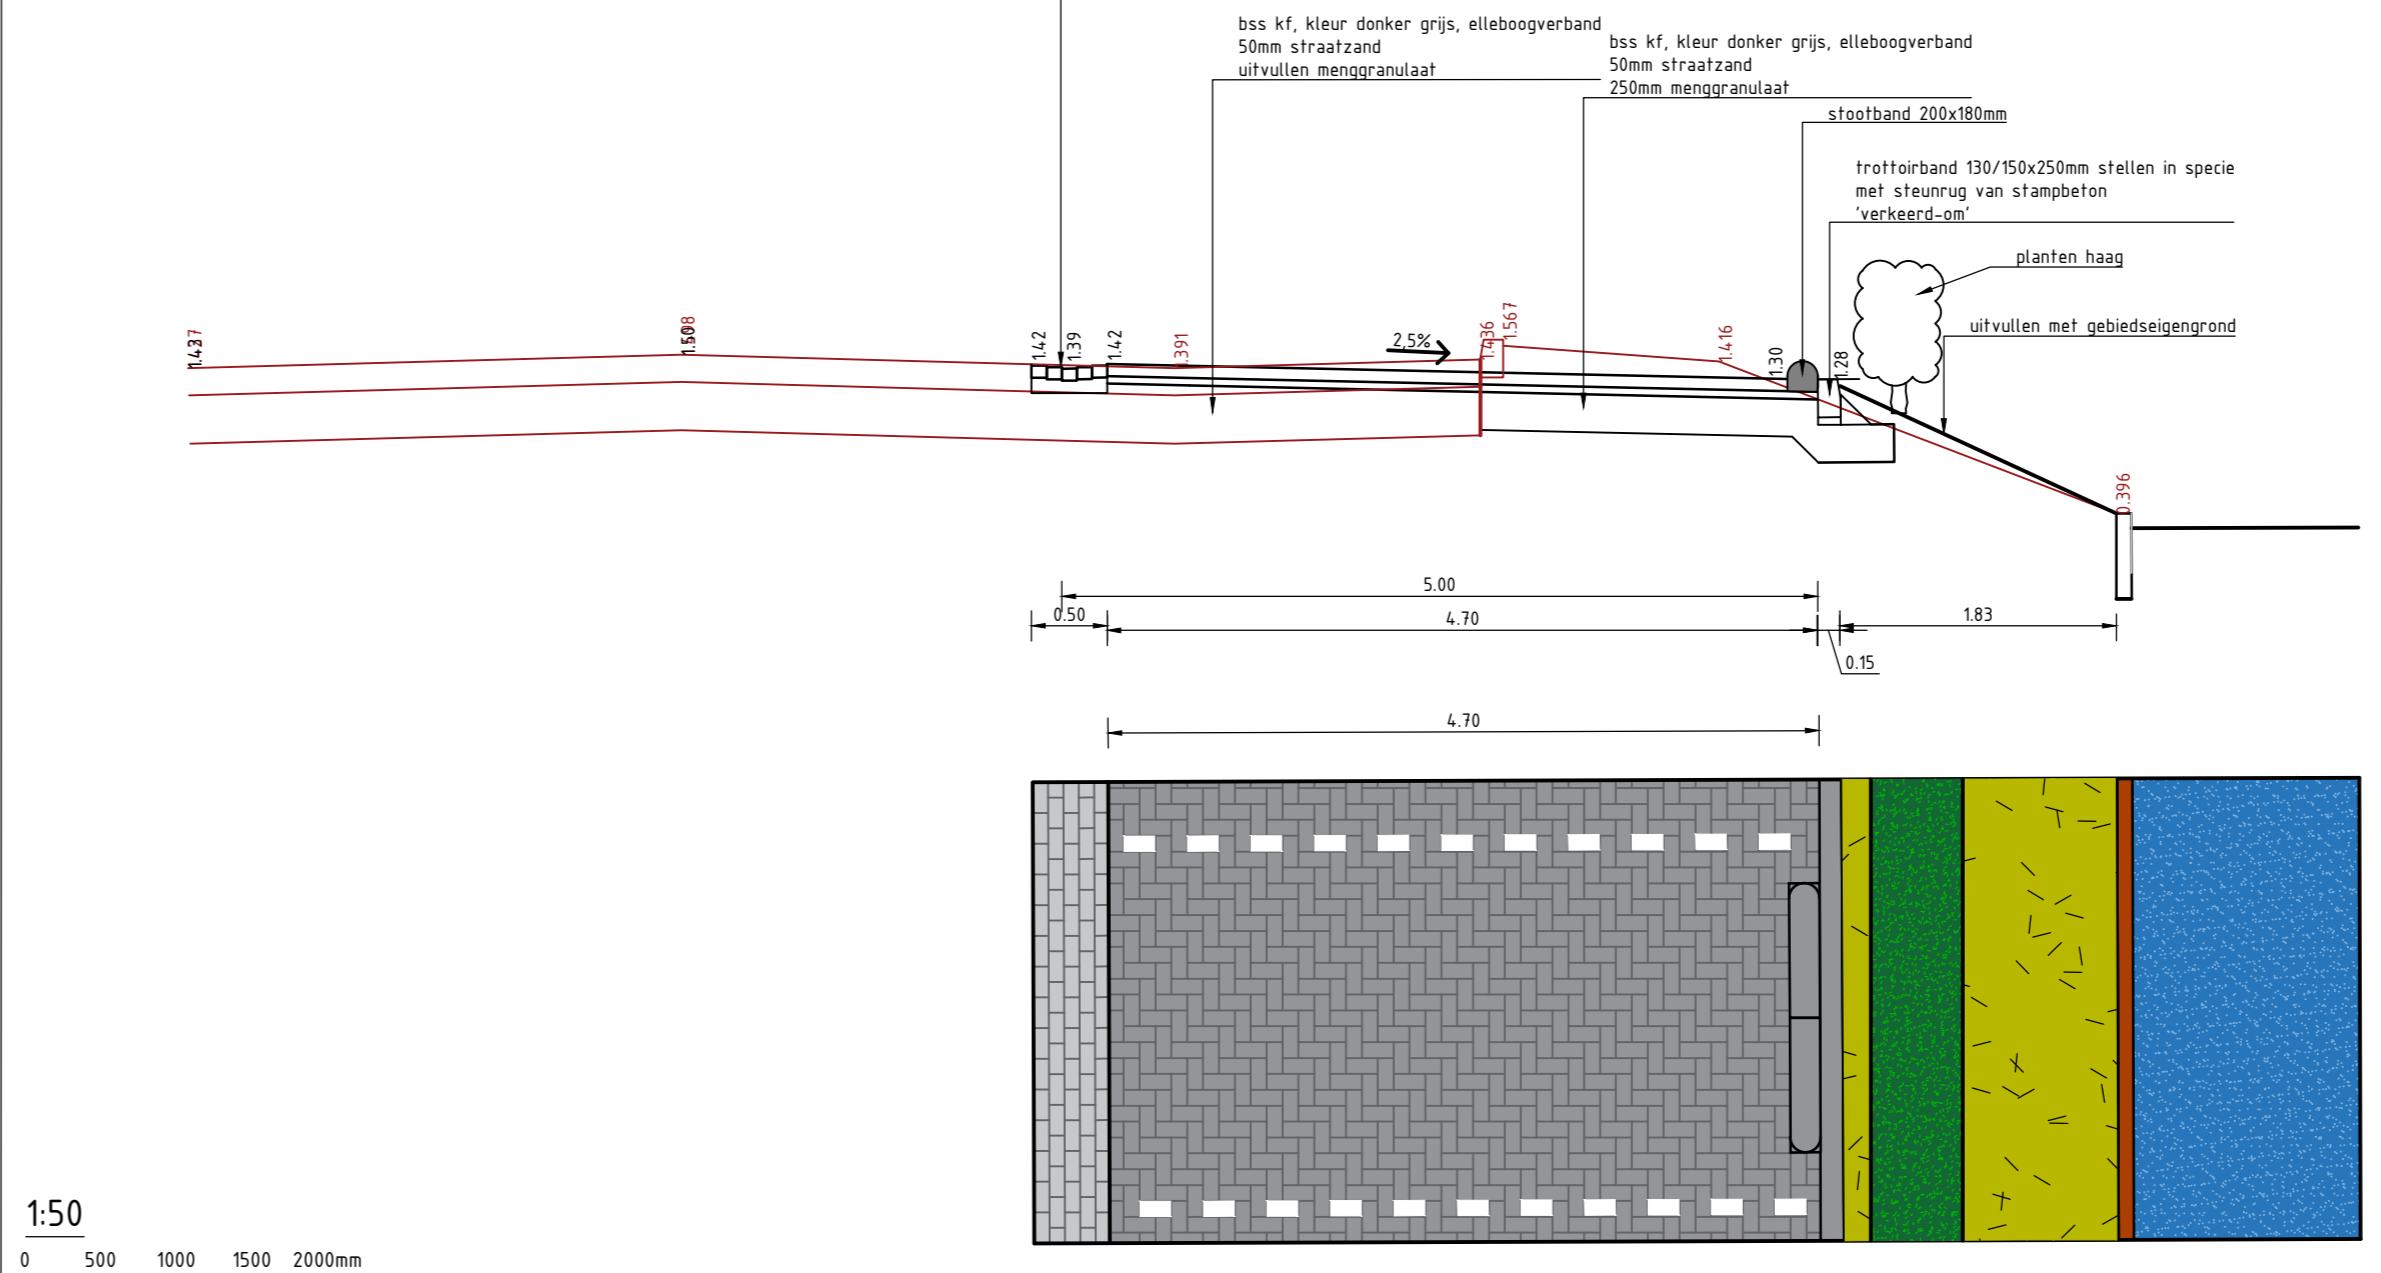 bss kf, kleur donker grijs, elleboogverband
50mm straatzand
uitvullen menggranulaat
bss kf, kleur donker grijs, elleboogverband
50mm straatzand
250mm menggranulaat
stootband 200x180mm
trottoirband 130/150x250mm stellen in specie
met steunrug van stampbeton
'verkeerd-om'
planten haag
uitvullen met gebiedseigengrond
1.42
1.39
1.42
1.391
2,5%
1.436
1.567
1.416
1.30
1.28
0.396
5.00
0.50
4.70
1.83
0.15
4.70
1:50
0 500 1000 1500 2000mm